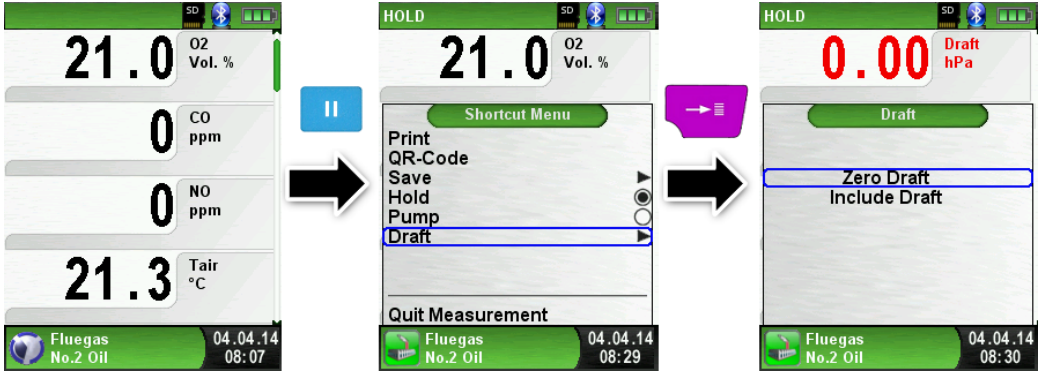 SD
21.0 O2
Vol. %
0 CO
ppm
0 NO
ppm
21.3 Tair
°C
Fluegas 04.04.14
No.2 Oil 08:07
HOLD SD
21.0 O2
Vol. %
Shortcut Menu
Print
QR-Code
Save
Hold
Pump
Draft
Quit Measurement
Fluegas 04.04.14
No.2 Oil 08:29
HOLD SD
0.00 Draft
hPa
Draft
Zero Draft
Include Draft
Fluegas 04.04.14
No.2 Oil 08:30